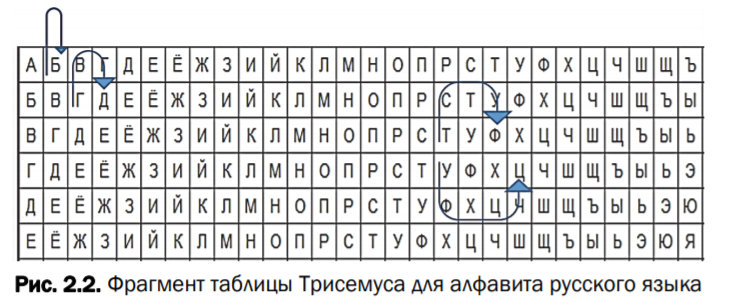 А Б В Г Д Е Ё Ж З И Й К Л М Н О П Р С Т У Ф Х Ц Ч Ш Щ Ъ
Б В Г Д Е Ё Ж З И Й К Л М Н О П Р С Т У Ф Х Ц Ч Ш Щ Ъ Ы
В Г Д Е Ё Ж З И Й К Л М Н О П Р С Т У Ф Х Ц Ч Ш Щ Ъ Ы Ь
Г Д Е Ё Ж З И Й К Л М Н О П Р С Т У Ф Х Ц Ч Ш Щ Ъ Ы Ь Э
Д Е Ё Ж З И Й К Л М Н О П Р С Т У Ф Х Ц Ч Ш Щ Ъ Ы Ь Э Ю
Е Ё Ж З И Й К Л М Н О П Р С Т У Ф Х Ц Ч Ш Щ Ъ Ы Ь Э Ю Я
Рис. 2.2. Фрагмент таблицы Трисемуса для алфавита русского языка